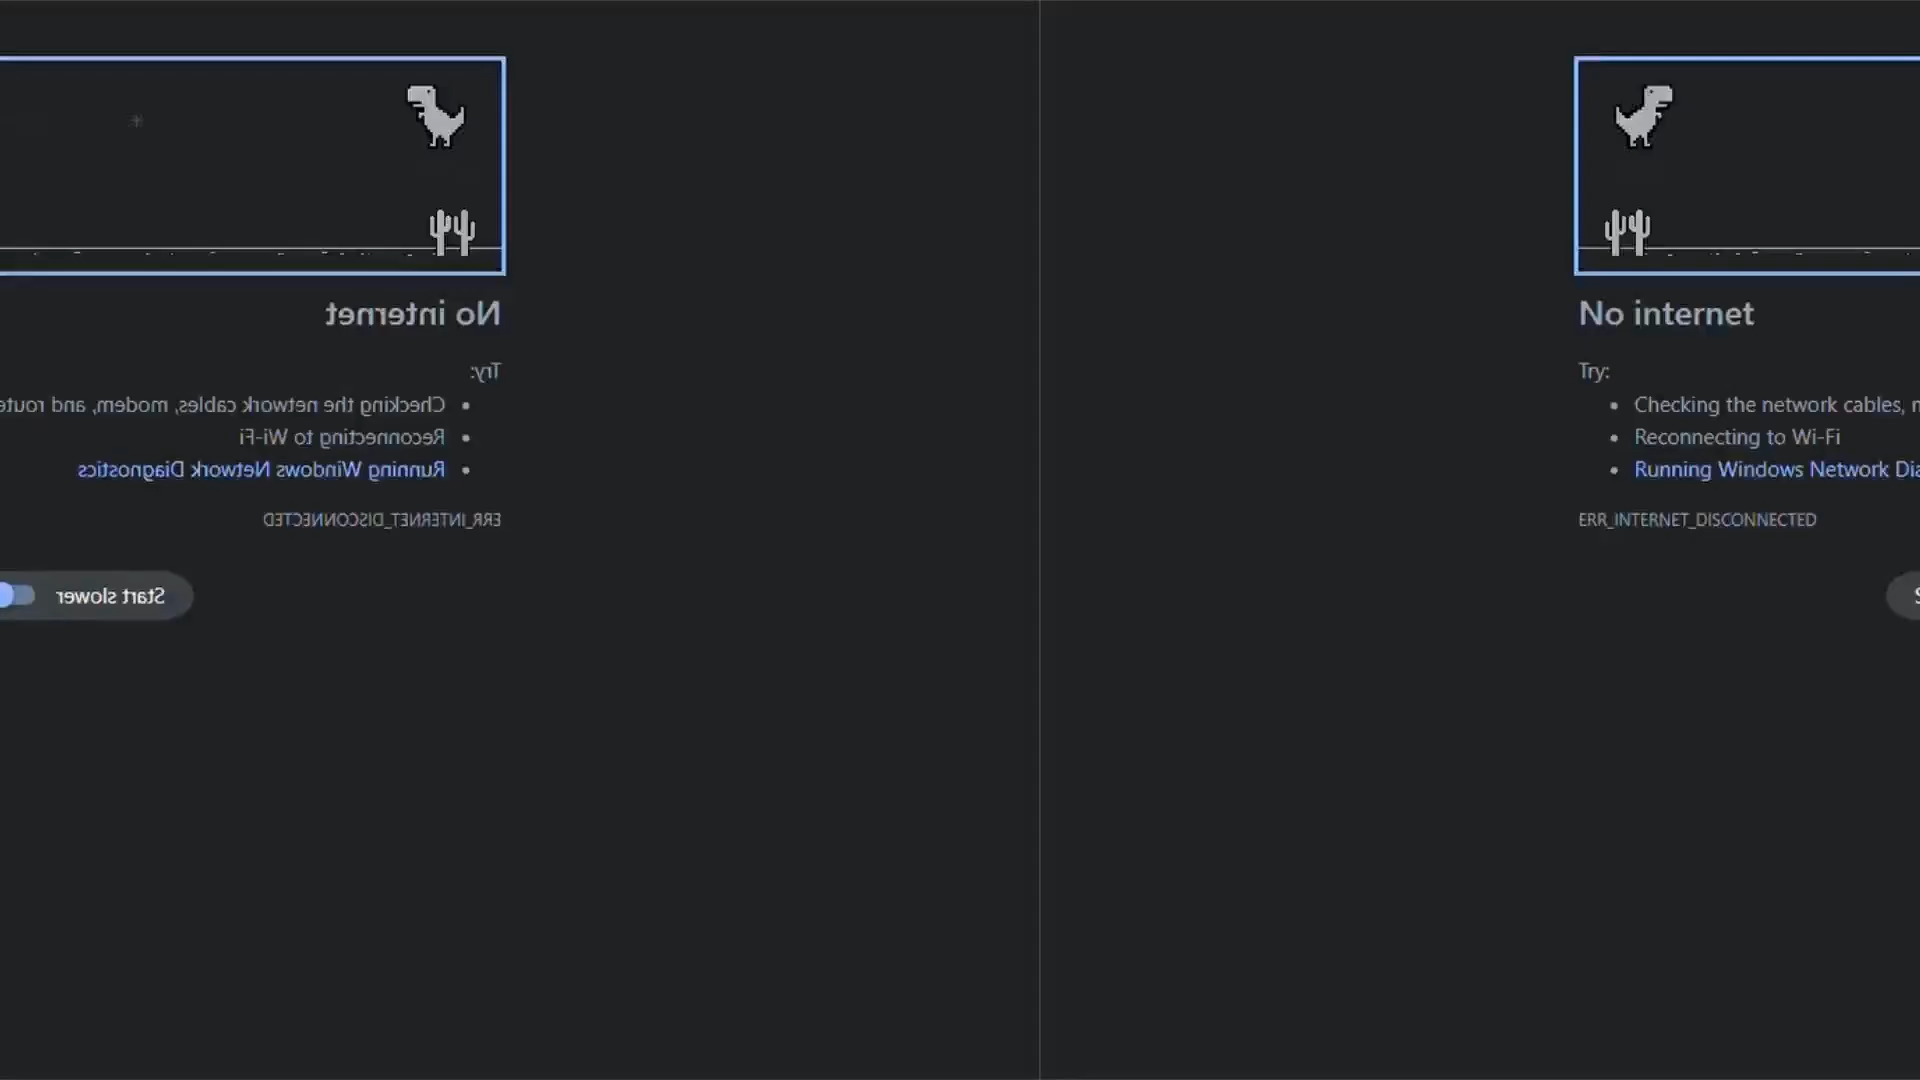 No internet
Try:
Checking the network cables, modem, and route
Reconnecting to Wi-Fi
Running Windows Network Diagnostics
ERR_INTERNET_DISCONNECTED
Start slower
No internet
Try:
Checking the network cables,
Reconnecting to Wi-Fi
Running Windows Network
ERR_INTERNET_DISCONNECTED